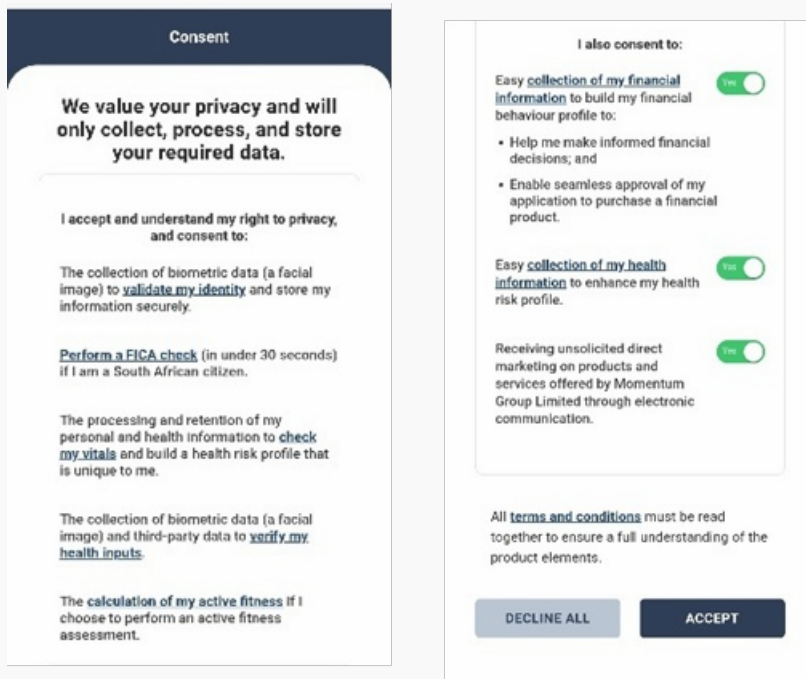 Consent
We value your privacy and will
only collect, process, and store
your required data.
I accept and understand my right to privacy,
and consent to:
The collection of biometric data (a facial
image) to validate my identity and store my
information securely.
Perform a FICA check (in under 30 seconds)
if I am a South African citizen.
The processing and retention of my
personal and health information to check
my vitals and build a health risk profile that
is unique to me.
The collection of biometric data (a facial
image) and third-party data to verify my
health inputs.
The calculation of my active fitness if I
choose to perform an active fitness
assessment.
I also consent to:
Easy collection of my financial
information to build my financial
behaviour profile to:
Yes
• Help me make informed financial
decisions; and
• Enable seamless approval of my
application to purchase a financial
product.
Easy collection of my health
information to enhance my health
risk profile.
Yes
Receiving unsolicited direct
marketing on products and
services offered by Momentum
Group Limited through electronic
communication.
Yes
All terms and conditions must be read
together to ensure a full understanding of the
product elements.
DECLINE ALL
ACCEPT